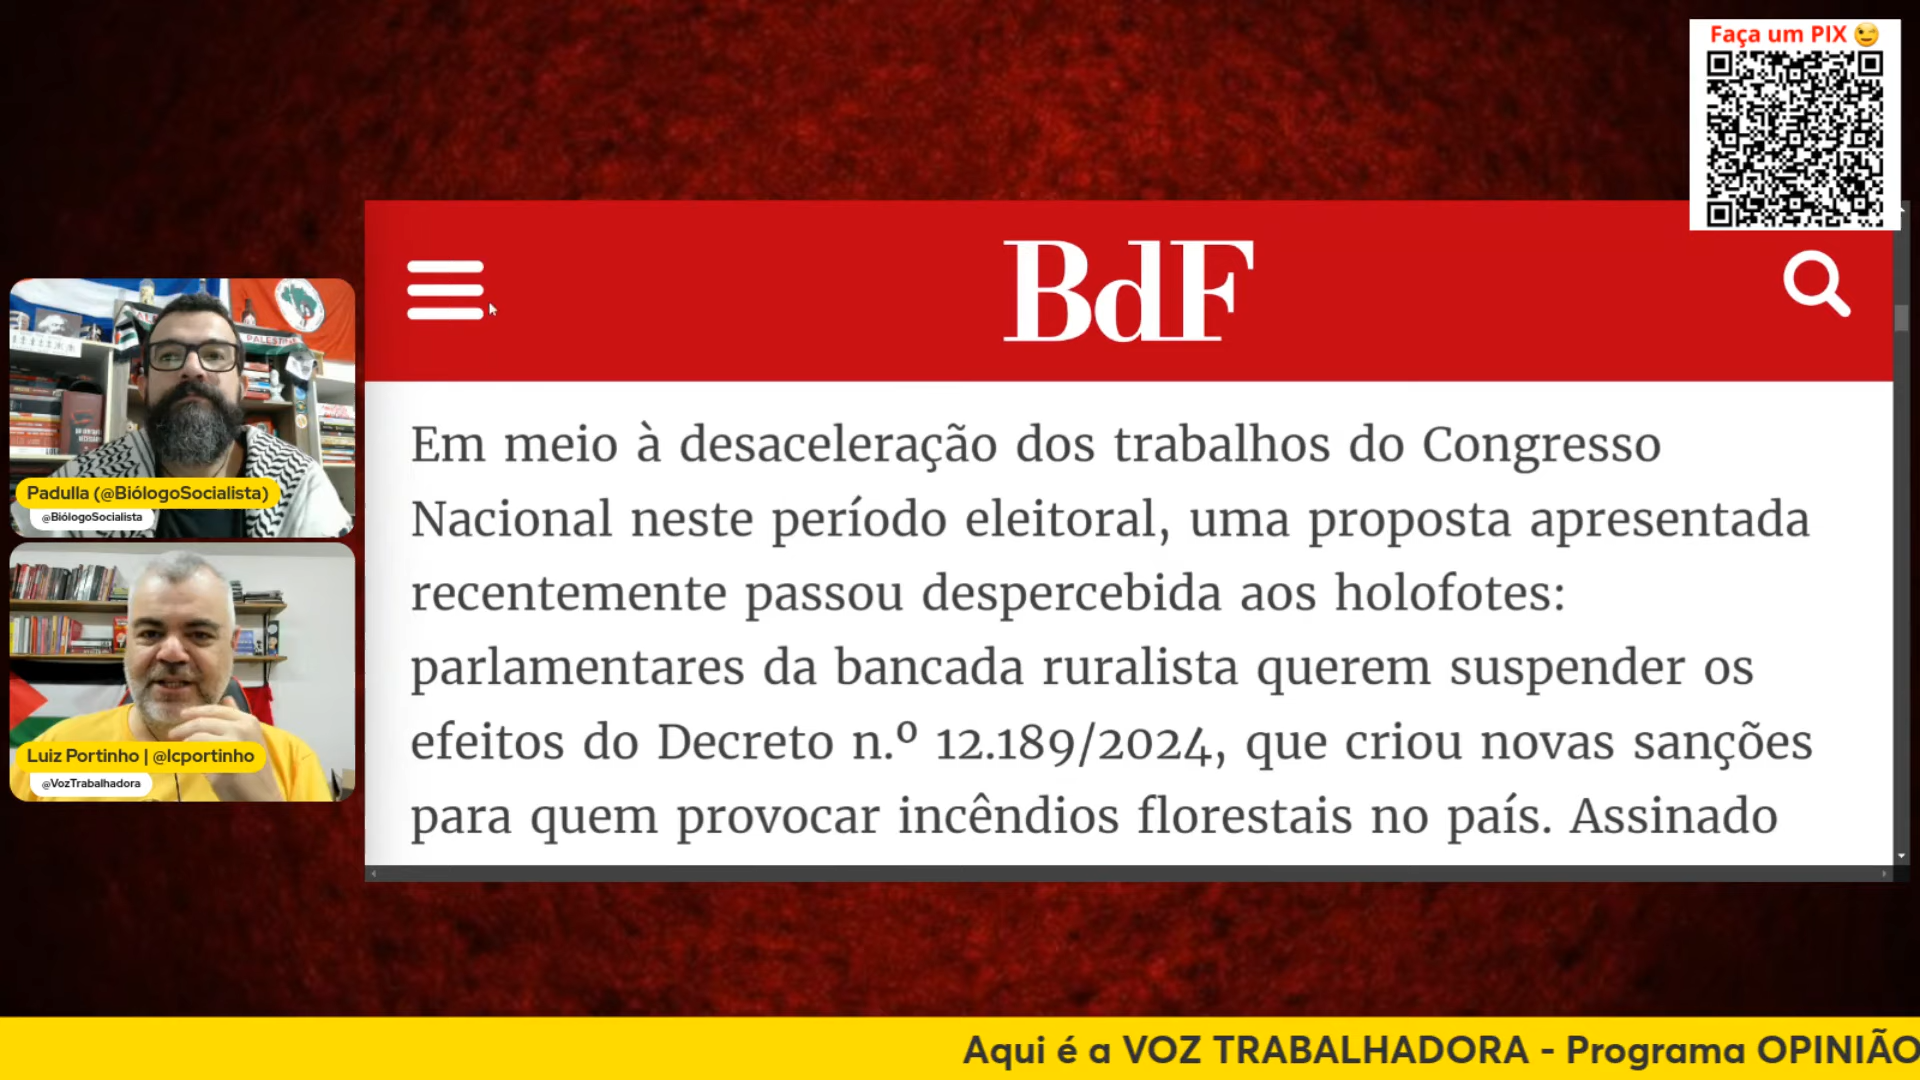 Faça um PIX 😉
BdF
Em meio à desaceleração dos trabalhos do Congresso
Nacional neste período eleitoral, uma proposta apresentada
recentemente passou despercebida aos holofotes:
parlamentares da bancada ruralista querem suspender os
efeitos do Decreto n.º 12.189/2024, que criou novas sanções
para quem provocar incêndios florestais no país. Assinado
PALESTINE
Padulla (@BiólogoSocialista)
@BiólogoSocialista
Luiz Portinho | @lcportinho
@VozTrabalhadora
Aqui é a VOZ TRABALHADORA - Programa OPINIÃO